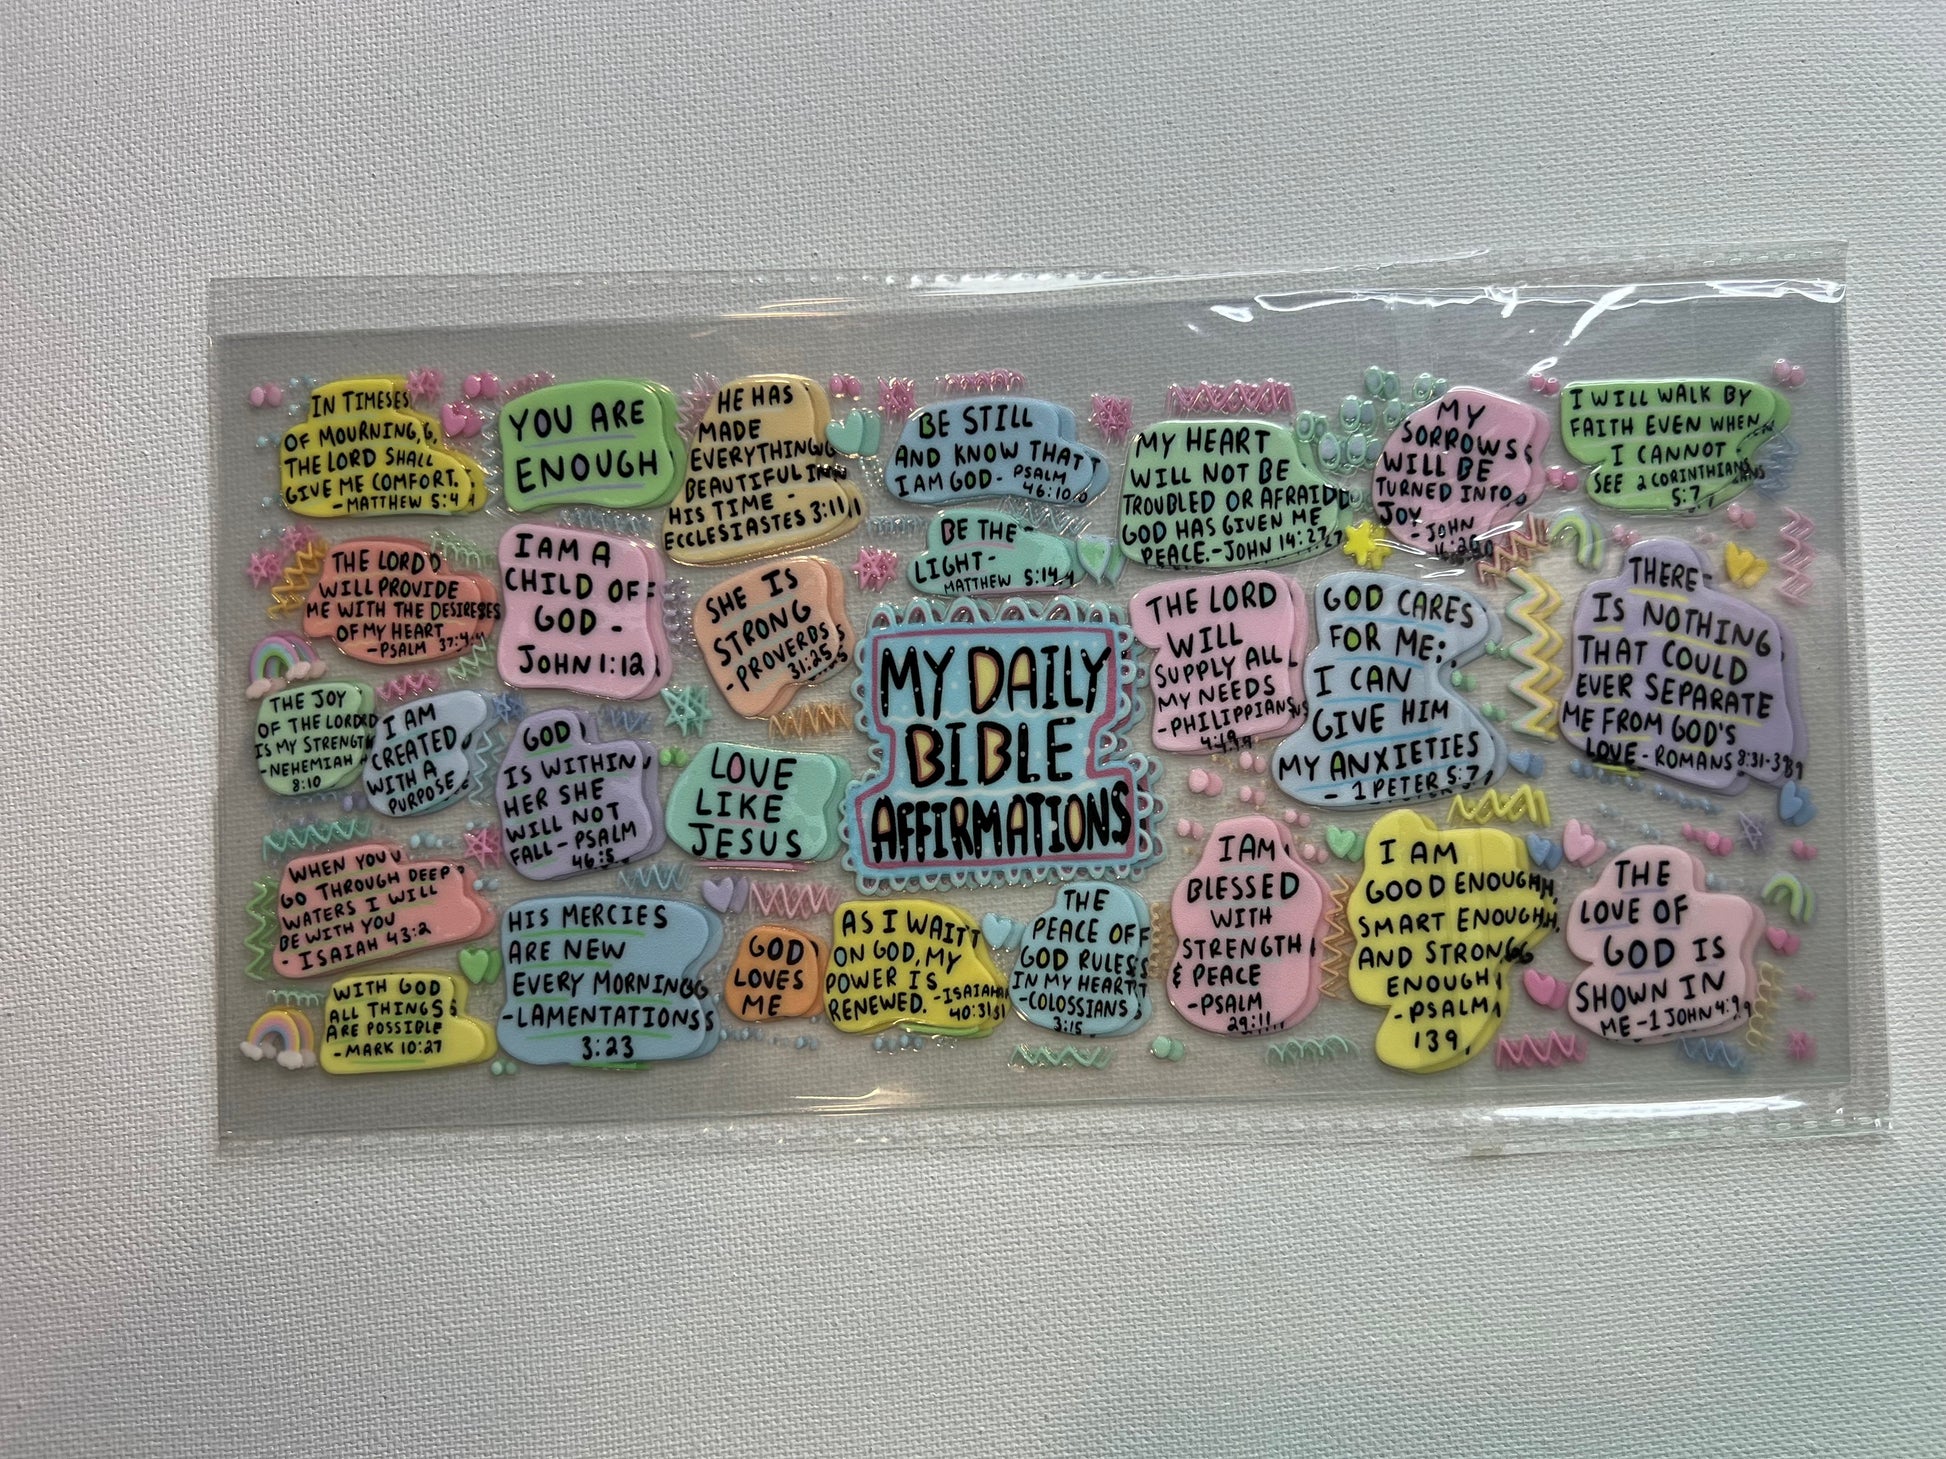 IN TIMES
OF MOURNING,
THE LORD SHALL
GIVE ME COMFORT.
- MATTHEW 5:4
YOU ARE
ENOUGH
HE HAS
MADE
EVERYTHING
BEAUTIFUL IN
HIS TIME -
ECCLESIASTES 3:11
BE STILL
AND KNOW THAT
I AM GOD - PSALM
46:10
MY HEART
WILL NOT BE
TROUBLED OR AFRAID
GOD HAS GIVEN ME
PEACE. - JOHN 14:27
MY
SORROWS
WILL BE
TURNED INTO
JOY - JOHN
16:20
I WILL WALK BY
FAITH EVEN WHEN
I CANNOT -
SEE 2 CORINTHIANS
5:7
THE LORD
WILL PROVIDE
ME WITH THE DESIRES
OF MY HEART
- PSALM 37:4
I AM A
CHILD OF
GOD -
JOHN 1:12
SHE IS
STRONG
- PROVERBS
31:25
BE THE
LIGHT -
MATTHEW 5:14
MY DAILY
BIBLE
AFFIRMATIONS
THE LORD
WILL
SUPPLY ALL
MY NEEDS
- PHILIPPIANS
4:19
GOD CARES
FOR ME;
I CAN
GIVE HIM
MY ANXIETIES
- 1 PETER 5:7
THERE
IS NOTHING
THAT COULD
EVER SEPARATE
ME FROM GOD'S
LOVE - ROMANS 8:31-39
THE JOY
OF THE LORD
IS MY STRENGTH
- NEHEMIAH
8:10
I AM
CREATED
WITH A
PURPOSE
GOD
IS WITHIN
HER SHE
WILL NOT
FALL - PSALM
46:5
LOVE
LIKE
JESUS
WHEN YOU
GO THROUGH DEEP
WATERS I WILL
BE WITH YOU
- ISAIAH 43:2
HIS MERCIES
ARE NEW
EVERY MORNING
- LAMENTATIONS
3:23
GOD
LOVES
ME
AS I WAIT
ON GOD, MY
POWER IS
RENEWED. - ISAIAH
40:31
THE
PEACE OF
GOD RULES
IN MY HEART
- COLOSSIANS
3:15
I AM
BLESSED
WITH
STRENGTH
& PEACE
- PSALM
29:11
I AM
GOOD ENOUGH,
SMART ENOUGH,
AND STRONG
ENOUGH
- PSALM
139
THE
LOVE OF
GOD IS
SHOWN IN
ME - 1 JOHN 4:9
WITH GOD
ALL THINGS
ARE POSSIBLE
- MARK 10:27